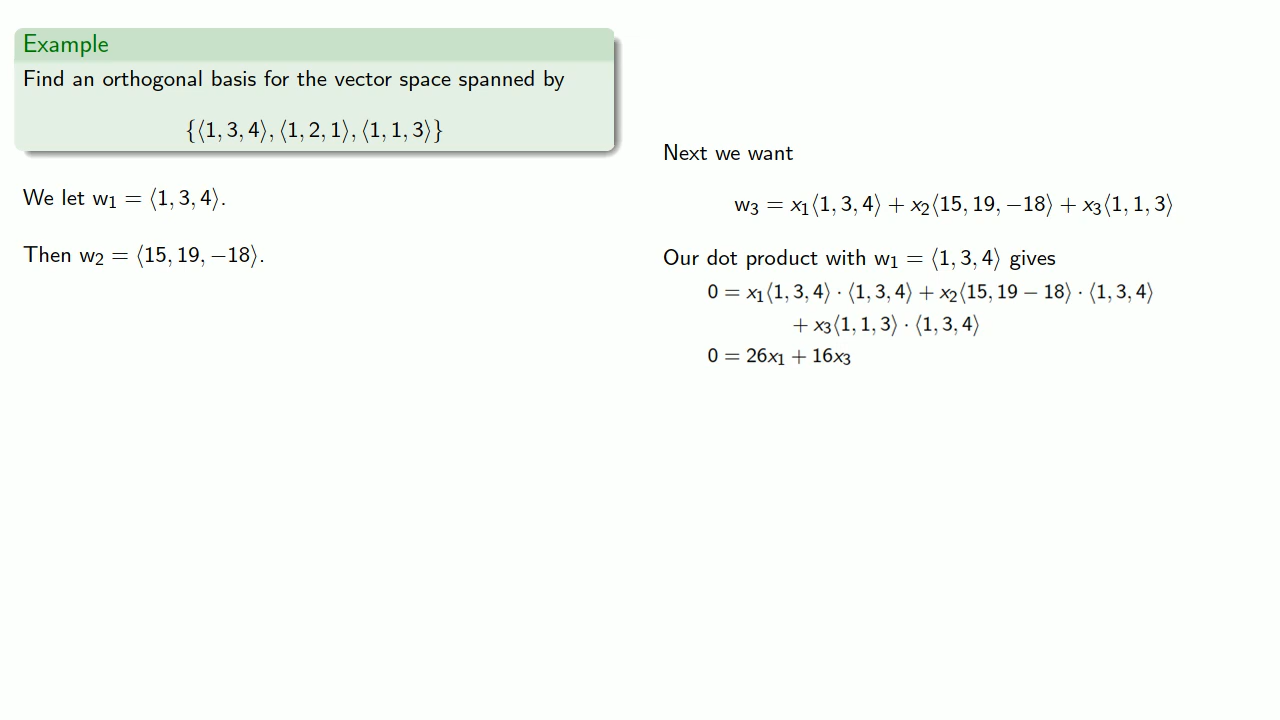 Example
Find an orthogonal basis for the vector space spanned by
{⟨1, 3, 4⟩, ⟨1, 2, 1⟩, ⟨1, 1, 3⟩}
We let w₁ = ⟨1, 3, 4⟩.
Then w₂ = ⟨15, 19, −18⟩.
Next we want
w₃ = x₁⟨1, 3, 4⟩ + x₂⟨15, 19, −18⟩ + x₃⟨1, 1, 3⟩
Our dot product with w₁ = ⟨1, 3, 4⟩ gives
0 = x₁⟨1, 3, 4⟩ · ⟨1, 3, 4⟩ + x₂⟨15, 19 − 18⟩ · ⟨1, 3, 4⟩
+ x₃⟨1, 1, 3⟩ · ⟨1, 3, 4⟩
0 = 26x₁ + 16x₃